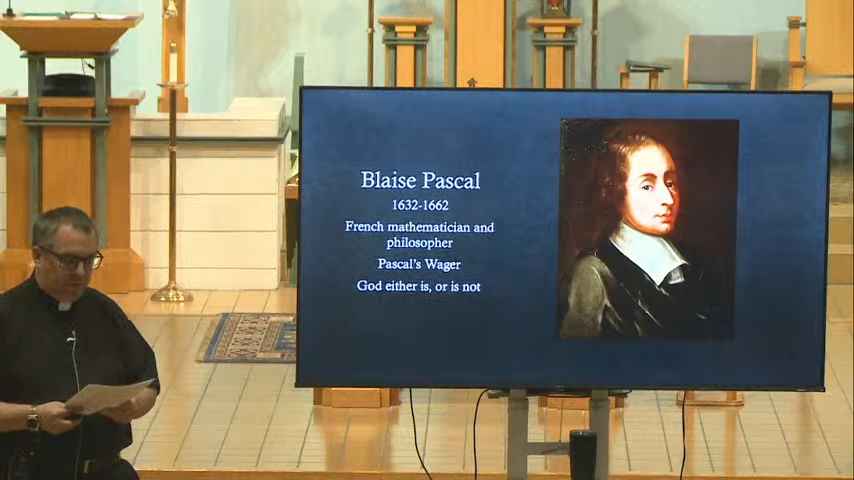 Blaise Pascal
1632-1662
French mathematician and
philosopher
Pascal's Wager
God either is, or is not